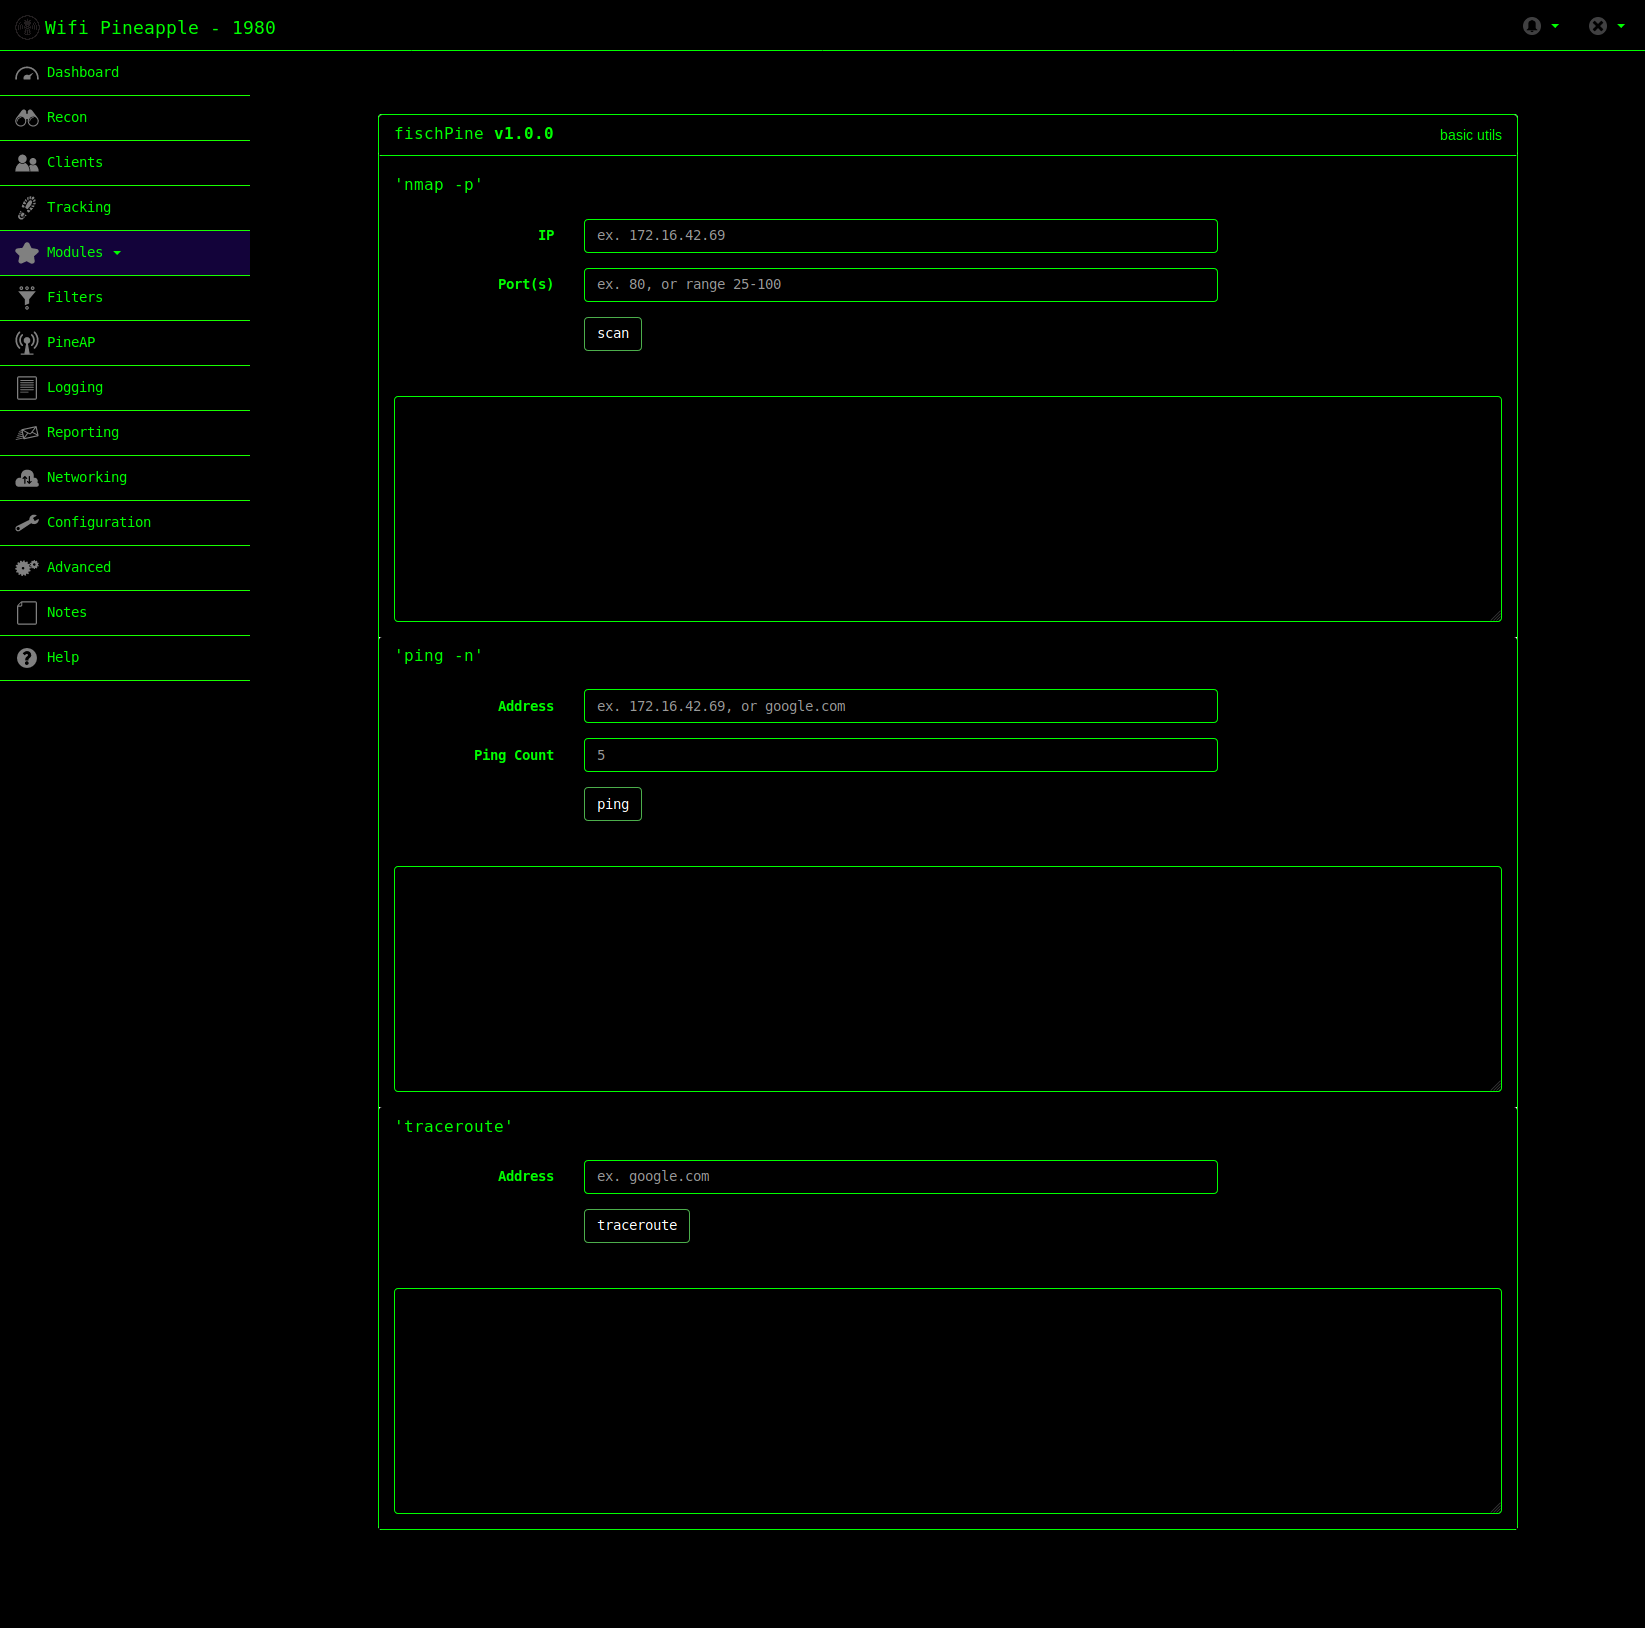 Wifi Pineapple - 1980
Dashboard
Recon
Clients
Tracking
Modules
Filters
PineAP
Logging
Reporting
Networking
Configuration
Advanced
Notes
Help
fischPine v1.0.0
basic utils
'nmap -p'
IP
ex. 172.16.42.69
Port(s)
ex. 80, or range 25-100
scan
'ping -n'
Address
ex. 172.16.42.69, or google.com
Ping Count
5
ping
'traceroute'
Address
ex. google.com
traceroute